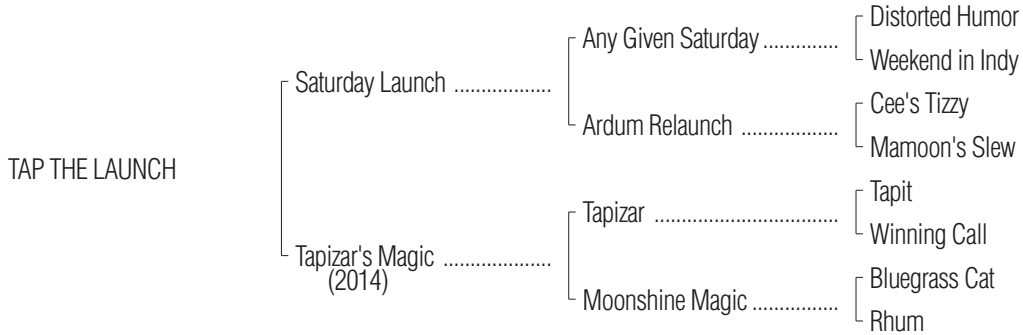 Distorted Humor
Any Given Saturday ..............
Weekend in Indy
Saturday Launch ..................
Cee's Tizzy
Ardum Relaunch ..................
Mamoon's Slew
TAP THE LAUNCH
Tapit
Tapizar ..................................
Winning Call
Tapizar's Magic ....................
(2014)
Bluegrass Cat
Moonshine Magic ................
Rhum